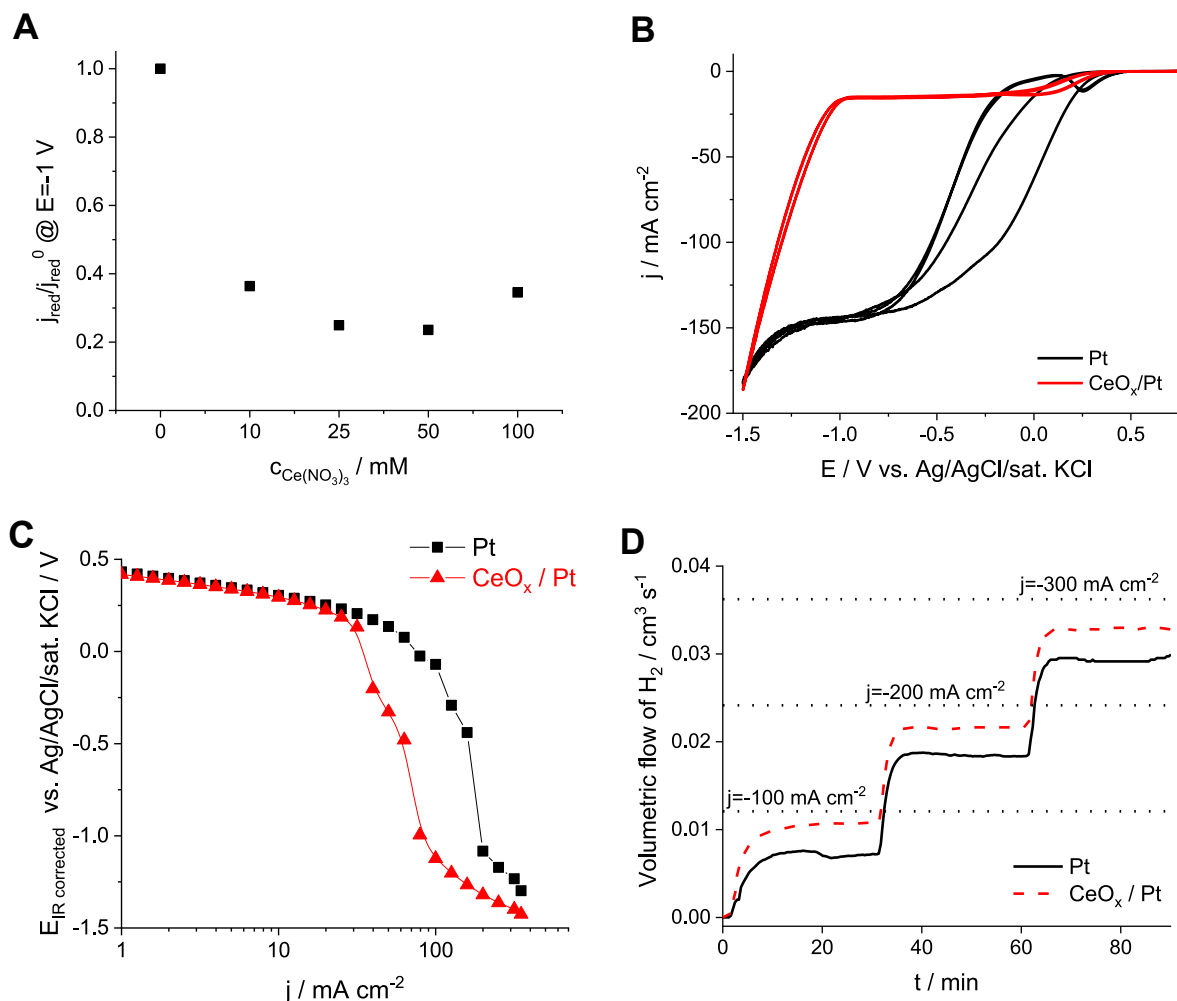 A
1.0
0.8
0.6
0.4
0.2
0.0
j_red/j_red^0 @ E=-1 V
0 10 25 50 100
c_Ce(NO3)3 / mM
B
0
-50
-100
-150
-200
j / mA cm⁻²
Pt
CeOₓ/Pt
-1.5 -1.0 -0.5 0.0 0.5
E / V vs. Ag/AgCl/sat. KCl
C
Pt
CeOₓ / Pt
0.5
0.0
-0.5
-1.0
-1.5
E_IR corrected vs. Ag/AgCl/sat. KCl / V
1 10 100
j / mA cm⁻²
D
0.04
0.03
0.02
0.01
0.00
Volumetric flow of H₂ / cm³ s⁻¹
j=-300 mA cm⁻²
j=-200 mA cm⁻²
j=-100 mA cm⁻²
Pt
CeOₓ / Pt
0 20 40 60 80
t / min